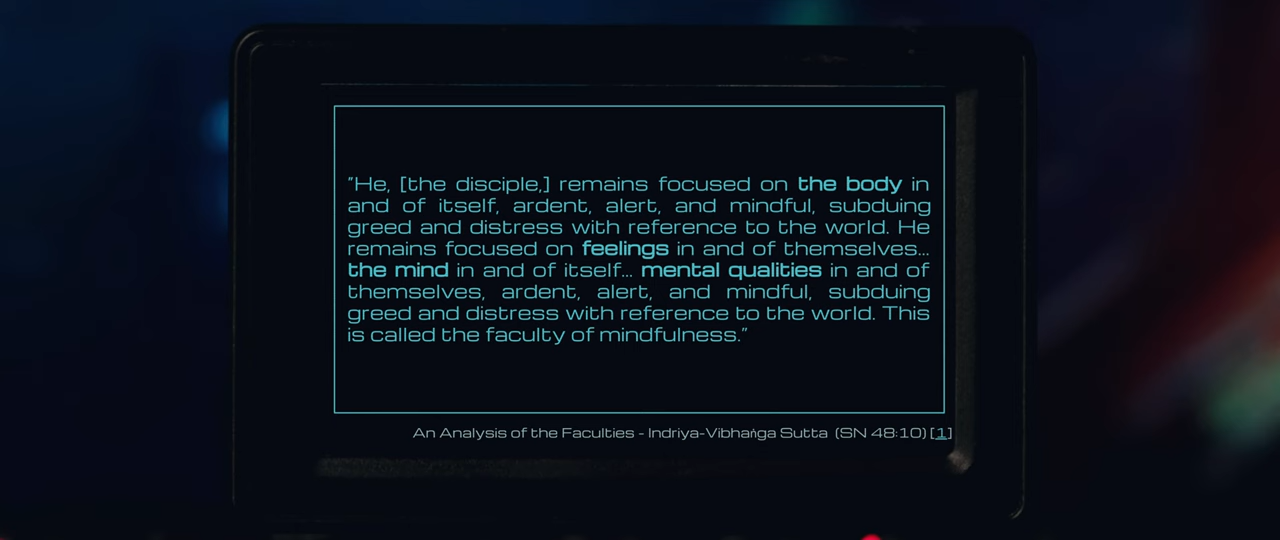 "He, [the disciple,] remains focused on the body in
and of itself, ardent, alert, and mindful, subduing
greed and distress with reference to the world. He
remains focused on feelings in and of themselves...
the mind in and of itself... mental qualities in and of
themselves, ardent, alert, and mindful, subduing
greed and distress with reference to the world. This
is called the faculty of mindfulness."
An Analysis of the Faculties - Indriya-Vibhaṅga Sutta (SN 48:10) [1]